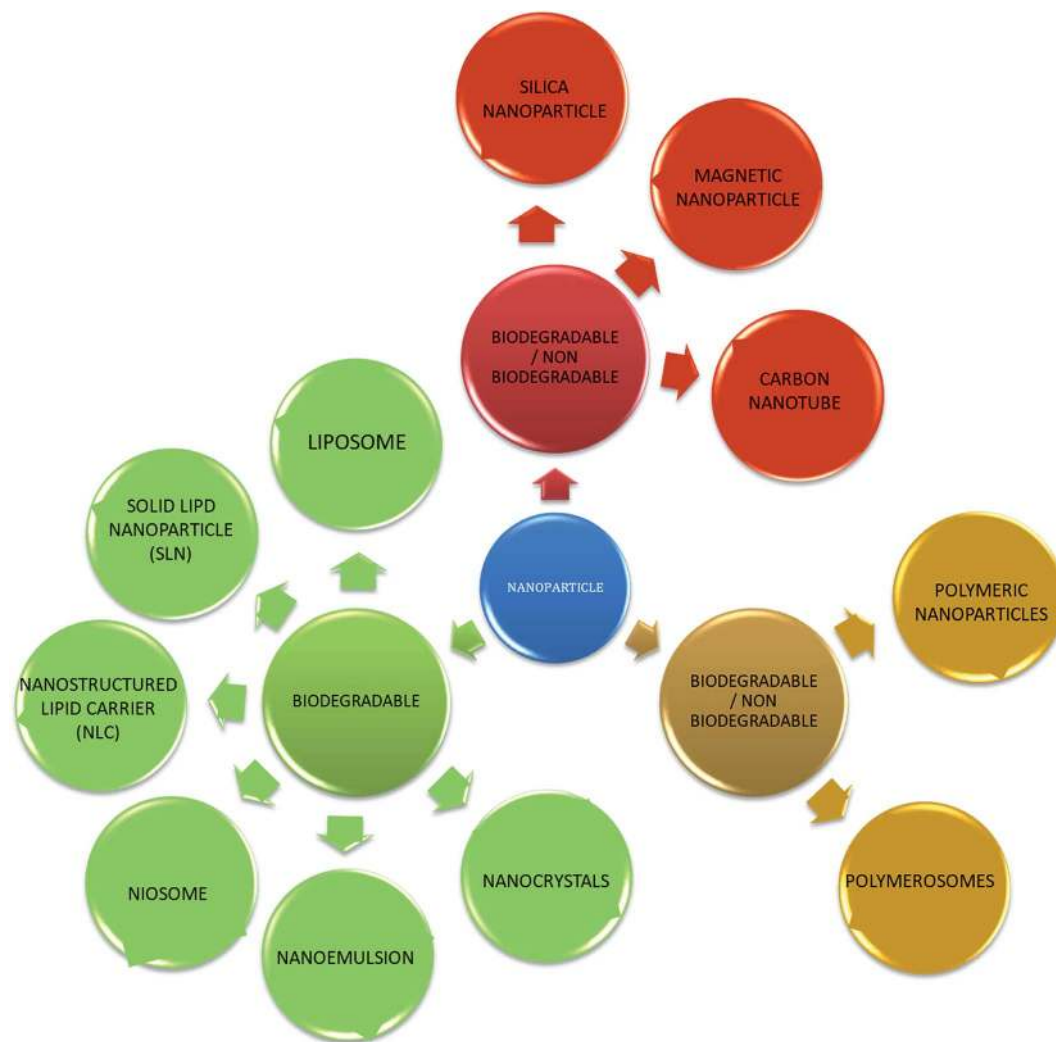 SILICA
NANOPARTICLE
MAGNETIC
NANOPARTICLE
BIODEGRADABLE
/ NON
BIODEGRADABLE
CARBON
NANOTUBE
LIPOSOME
SOLID LIPD
NANOPARTICLE
(SLN)
NANOPARTICLE
POLYMERIC
NANOPARTICLES
NANOSTRUCTURED
LIPID CARRIER
(NLC)
BIODEGRADABLE
BIODEGRADABLE
/ NON
BIODEGRADABLE
NIOSOME
NANOEMULSION
NANOCRYSTALS
POLYMEROSOMES